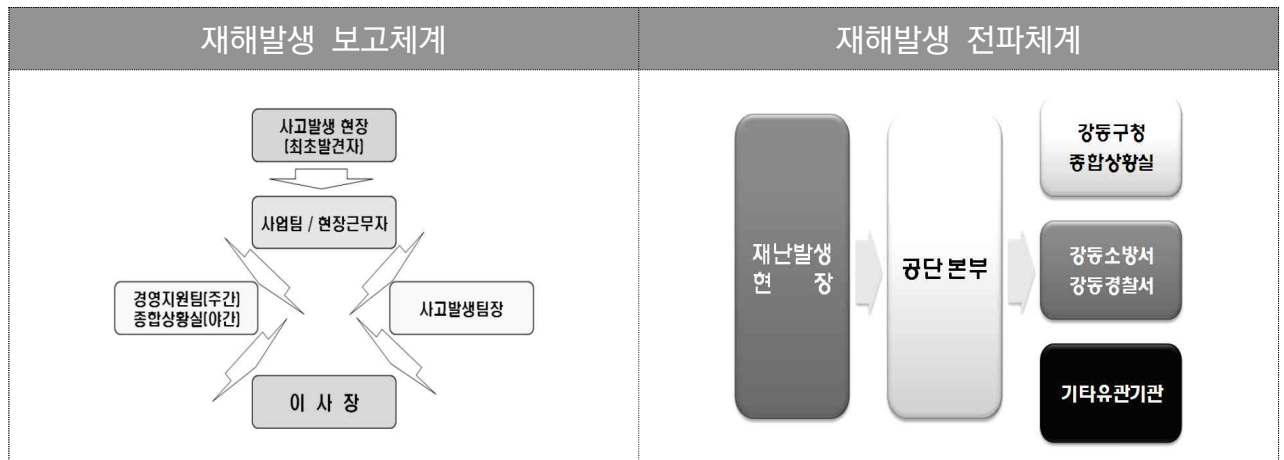 재해발생 보고체계
사고발생 현장
(최초발견자)
사업팀 / 현장근무자
경영지원팀(주간)
종합상황실(야간)
사고발생팀장
이 사 장
재해발생 전파체계
재난발생
현 장
공단 본부
강동구청
종합상황실
강동소방서
강동경찰서
기타유관기관